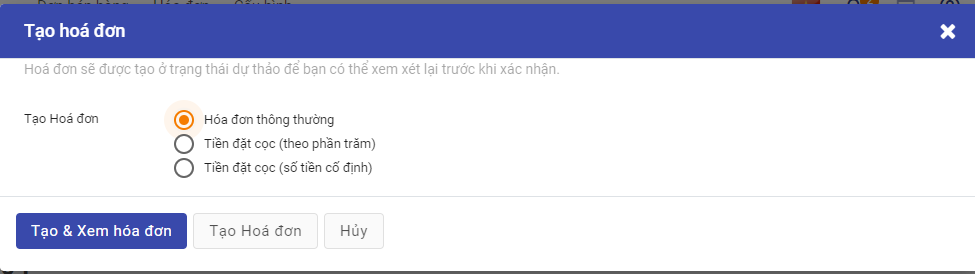 Tạo hoá đơn
Hoá đơn sẽ được tạo ở trạng thái dự thảo để bạn có thể xem xét lại trước khi xác nhận.
Tạo Hoá đơn
Hóa đơn thông thường
Tiền đặt cọc (theo phần trăm)
Tiền đặt cọc (số tiền cố định)
Tạo & Xem hóa đơn Tạo Hoá đơn Hủy